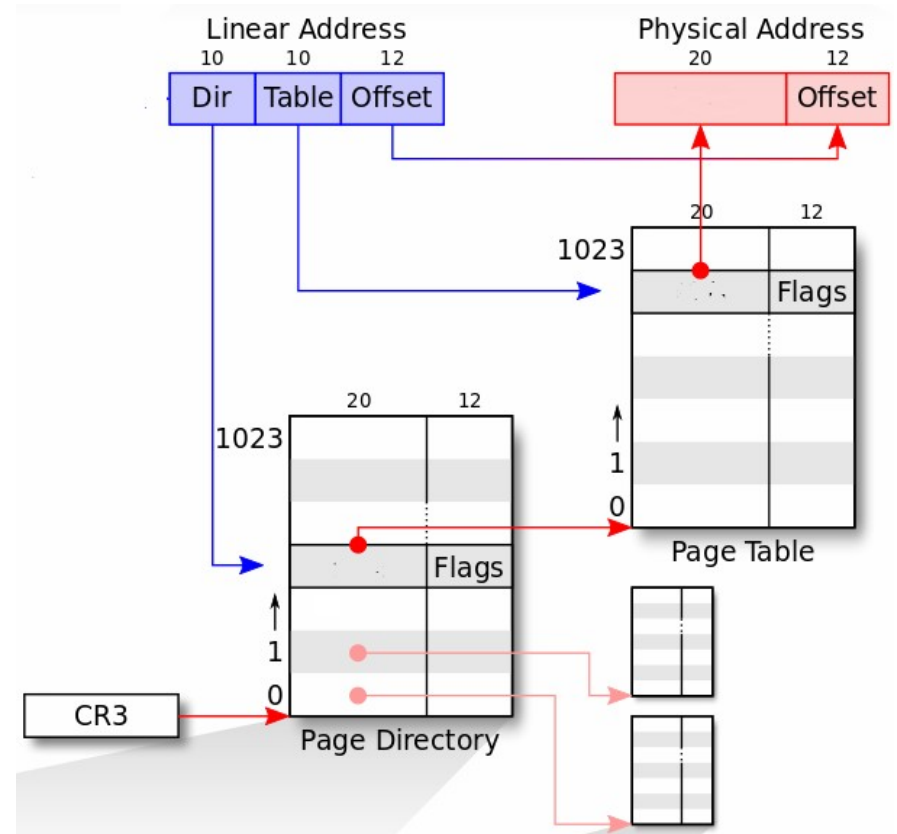 Linear Address
10 10 12
Dir Table Offset
Physical Address
20 12
Offset
20 12
1023
Flags
1
0
Page Table
20 12
1023
Flags
1
0
Page Directory
CR3